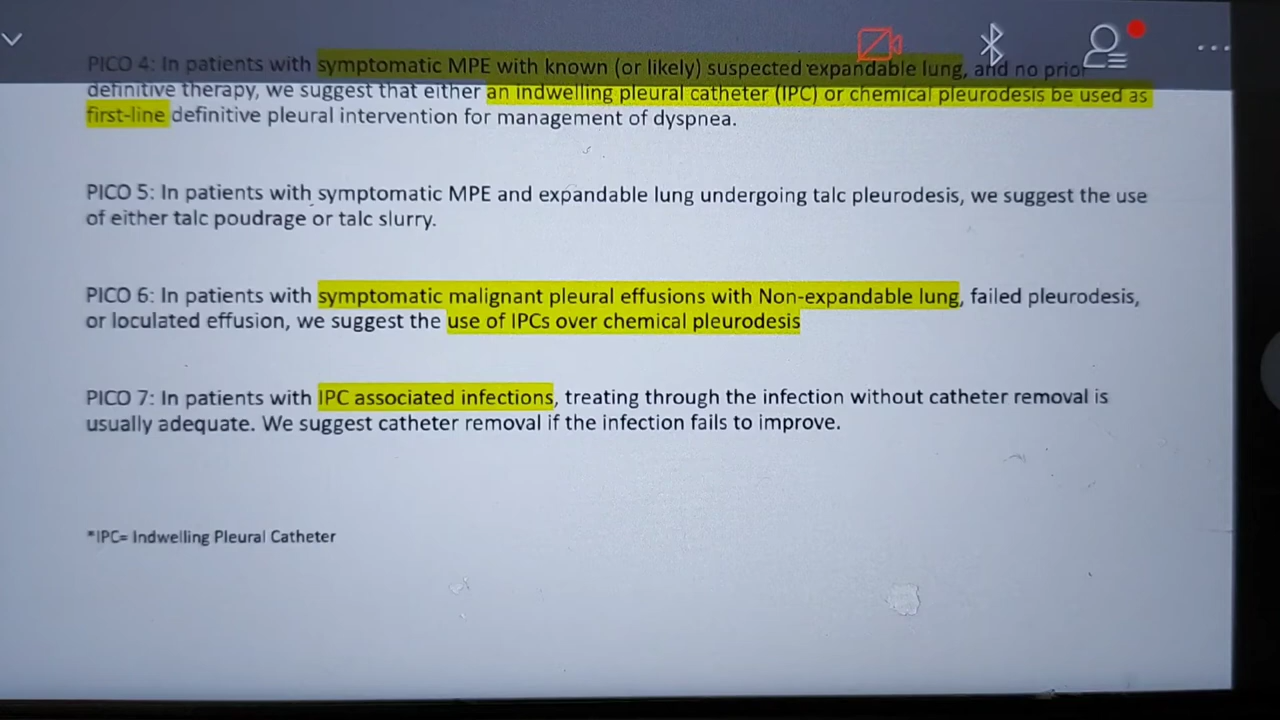 PICO 4: In patients with symptomatic MPE with known (or likely) suspected expandable lung, and no prior
definitive therapy, we suggest that either an indwelling pleural catheter (IPC) or chemical pleurodesis be used as
first-line definitive pleural intervention for management of dyspnea.
PICO 5: In patients with symptomatic MPE and expandable lung undergoing talc pleurodesis, we suggest the use
of either talc poudrage or talc slurry.
PICO 6: In patients with symptomatic malignant pleural effusions with Non-expandable lung, failed pleurodesis,
or loculated effusion, we suggest the use of IPCs over chemical pleurodesis
PICO 7: In patients with IPC associated infections, treating through the infection without catheter removal is
usually adequate. We suggest catheter removal if the infection fails to improve.
*IPC= Indwelling Pleural Catheter